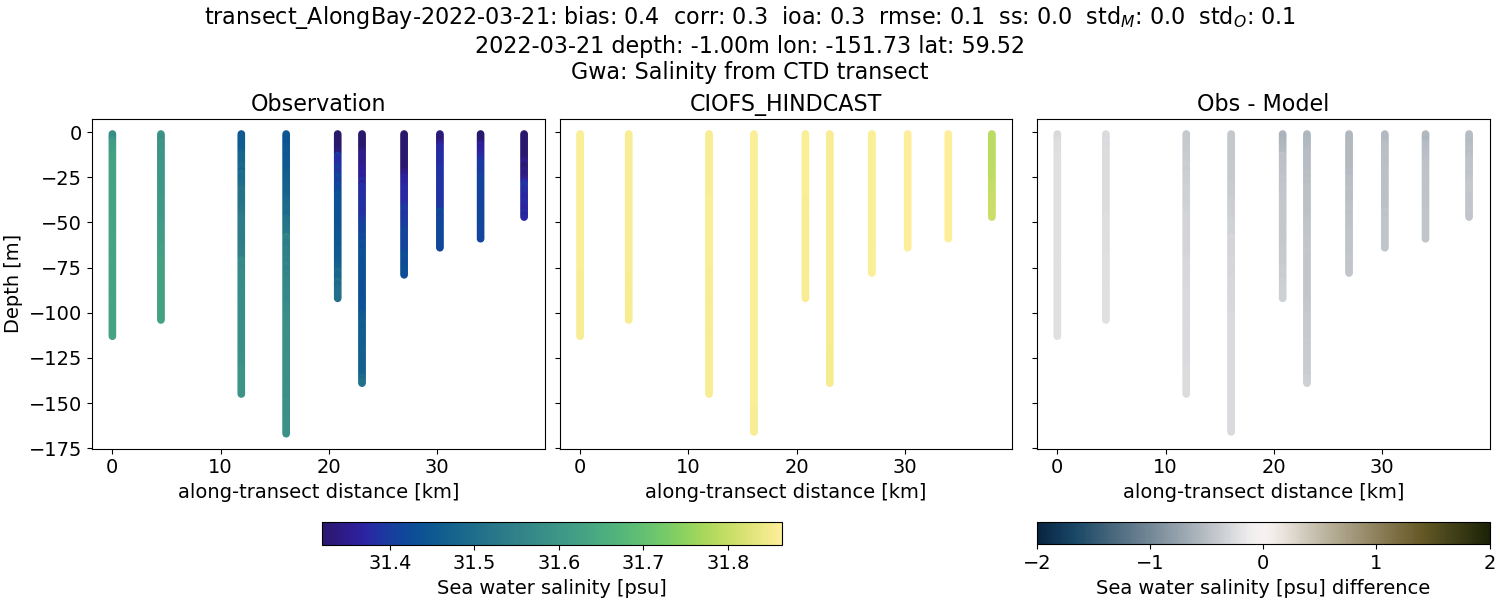 transect_AlongBay-2022-03-21: bias: 0.4 corr: 0.3 ioa: 0.3 rmse: 0.1 ss: 0.0 std_M: 0.0 std_O: 0.1
2022-03-21 depth: -1.00m lon: -151.73 lat: 59.52
Gwa: Salinity from CTD transect
Observation CIOFS_HINDCAST Obs - Model
Depth [m]
0
−25
−50
−75
−100
−125
−150
−175
0 10 20 30 0 10 20 30 0 10 20 30
along-transect distance [km] along-transect distance [km] along-transect distance [km]
31.4 31.5 31.6 31.7 31.8 −2 −1 0 1 2
Sea water salinity [psu] Sea water salinity [psu] difference